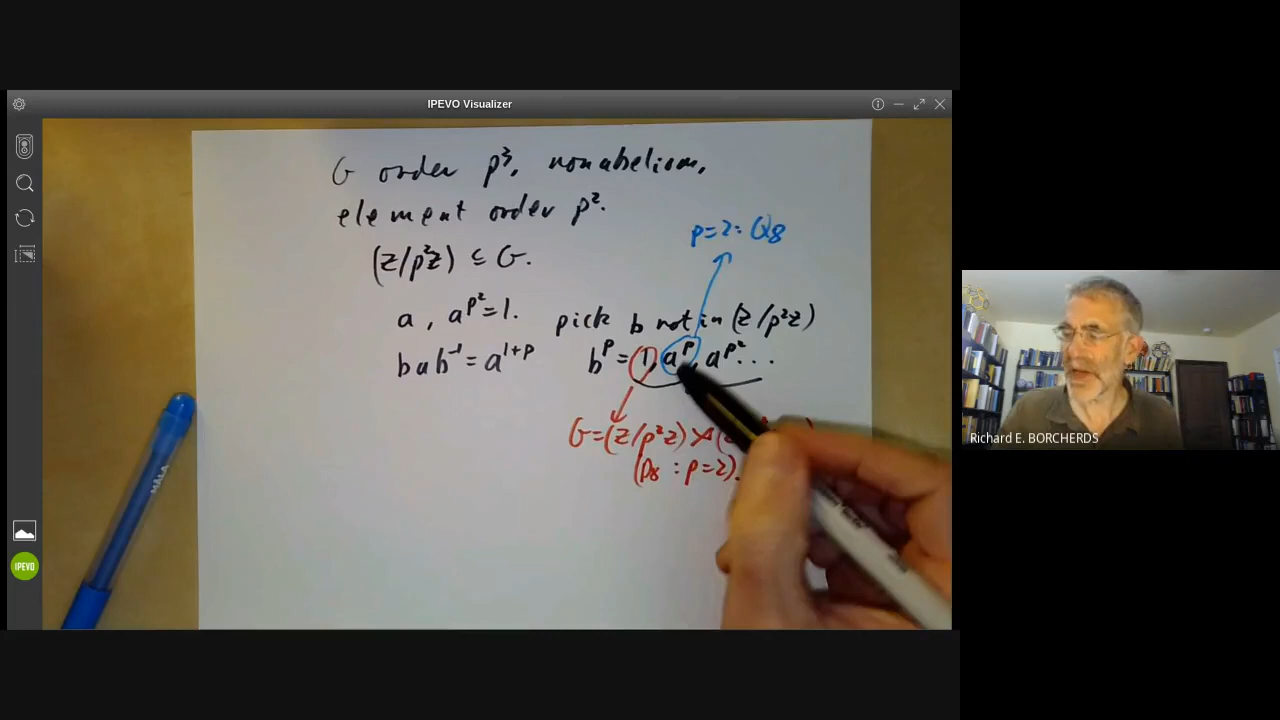 IPEVO Visualizer
G order p³, nonabelian,
element order p².
p=2: Q8
(Z/p²Z) ⊆ G.
a, a^p²=1. pick b not in (Z/p²Z)
bab⁻¹=a^1+p b^p = 1, a^p, a^p²...
G=(Z/p²Z)⋊(
(D8 : p=2).
MÅLA
IPEVO
Richard E. BORCHERDS